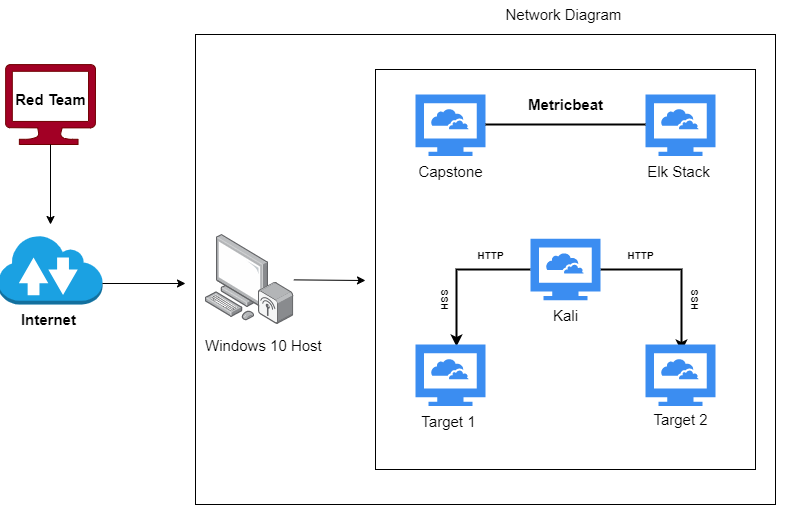 Network Diagram
Red Team
Metricbeat
Capstone
Elk Stack
HTTP
HTTP
SSH
SSH
Kali
Internet
Windows 10 Host
Target 1
Target 2